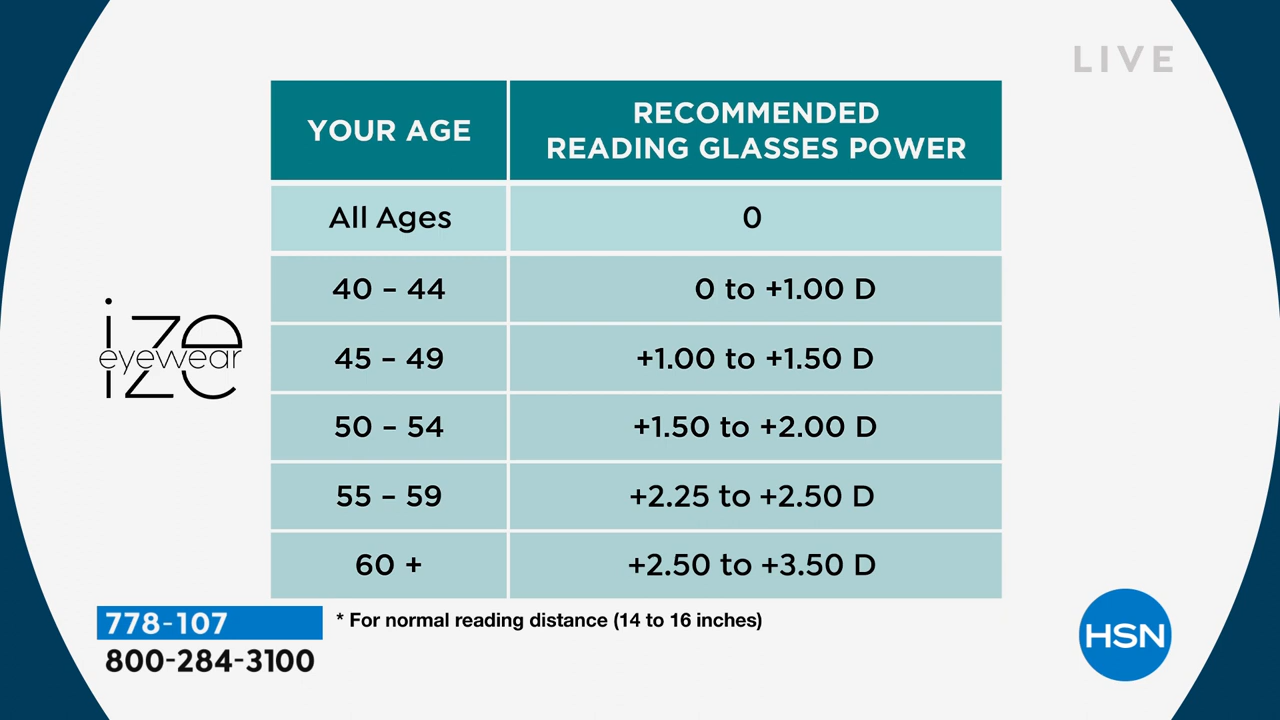 LIVE
YOUR AGE
RECOMMENDED
READING GLASSES POWER
All Ages
0
40 – 44
0 to +1.00 D
45 – 49
+1.00 to +1.50 D
50 – 54
+1.50 to +2.00 D
55 – 59
+2.25 to +2.50 D
60 +
+2.50 to +3.50 D
ize
eyewear
ize
778-107
* For normal reading distance (14 to 16 inches)
800-284-3100
HSN